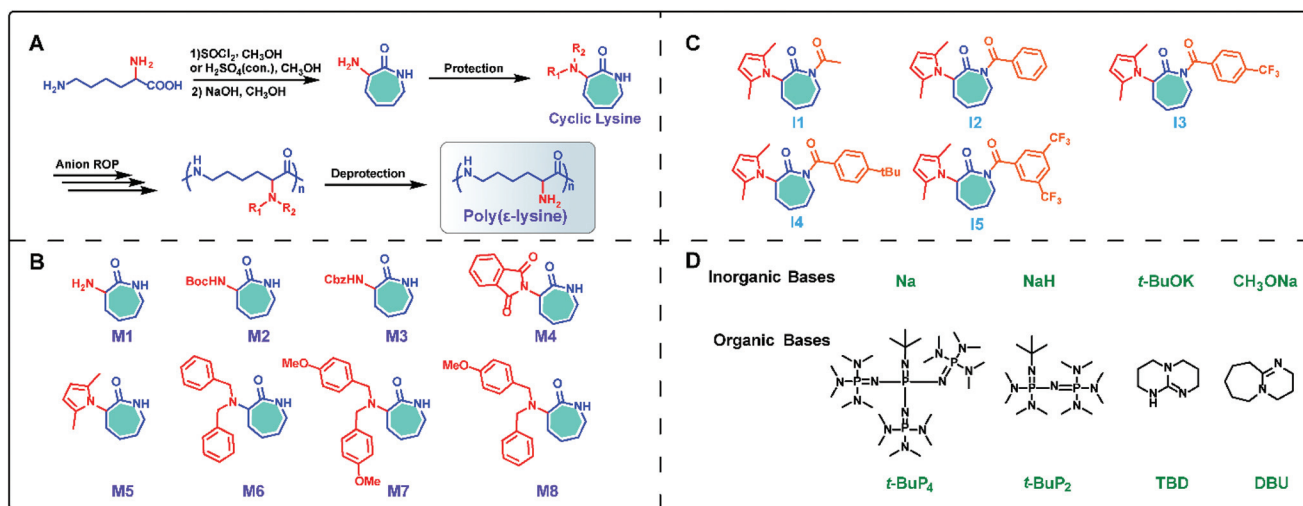 A
H₂N
NH₂
COOH
1)SOCl₂, CH₃OH
or H₂SO₄(con.), CH₃OH
2) NaOH, CH₃OH
H₂N
O
NH
Protection
R₂
R₁
N
O
NH
Cyclic Lysine
Anion ROP
H
N
O
n
N
R₁
R₂
Deprotection
H
N
O
n
NH₂
Poly(ε-lysine)
B
H₂N
O
NH
M1
BocHN
O
NH
M2
CbzHN
O
NH
M3
O
N
O
O
NH
M4
N
O
NH
M5
N
O
NH
M6
MeO
N
O
NH
OMe
M7
MeO
N
O
NH
M8
C
N
O
N
O
I1
N
O
N
O
I2
N
O
N
O
CF₃
I3
N
O
N
O
tBu
I4
N
O
N
O
CF₃
CF₃
I5
D
Inorganic Bases
Na
NaH
t-BuOK
CH₃ONa
Organic Bases
N
N
N
N–P=N–P–N=P–N
N
N
N
N
N–P–N
N
N
N
N–P–N=P–N
N
N
N
N
N
H
N
N
N
t-BuP₄
t-BuP₂
TBD
DBU